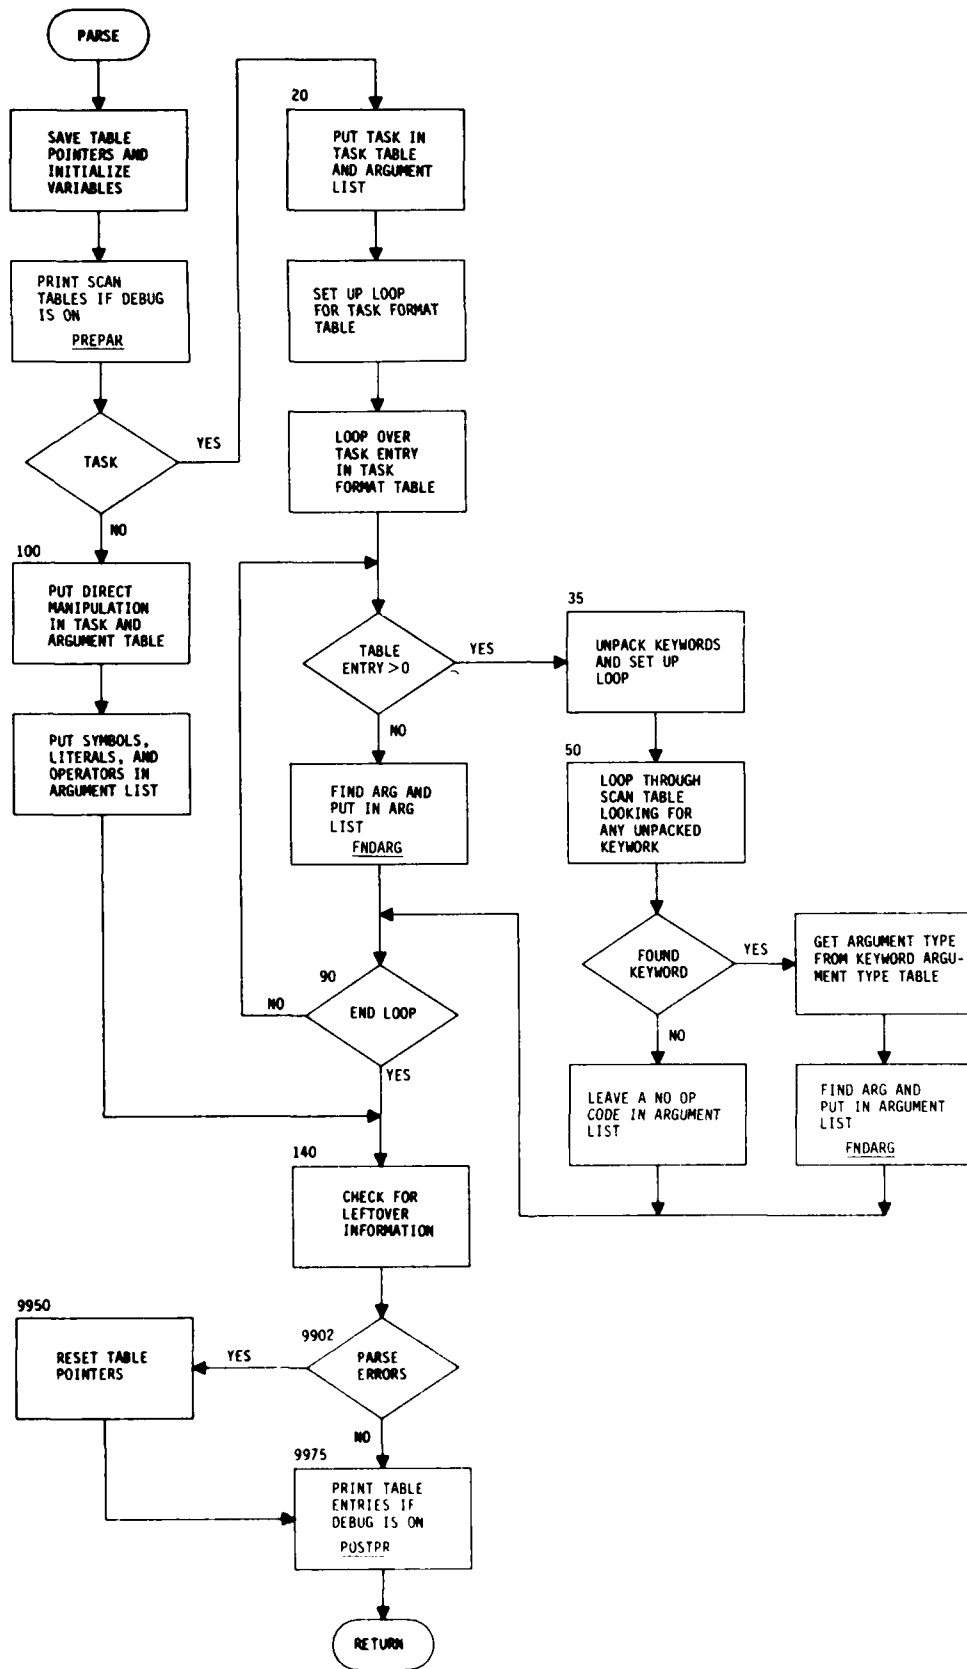 PARSE
SAVE TABLE
POINTERS AND
INITIALIZE
VARIABLES
PRINT SCAN
TABLES IF DEBUG
IS ON
PREPAR
TASK
YES
NO
100
PUT DIRECT
MANIPULATION
IN TASK AND
ARGUMENT TABLE
PUT SYMBOLS,
LITERALS, AND
OPERATORS IN
ARGUMENT LIST
20
PUT TASK IN
TASK TABLE
AND ARGUMENT
LIST
SET UP LOOP
FOR TASK FORMAT
TABLE
LOOP OVER
TASK ENTRY
IN TASK
FORMAT TABLE
TABLE
ENTRY > 0
YES
NO
FIND ARG AND
PUT IN ARG
LIST
FNDARG
90
END LOOP
NO
YES
35
UNPACK KEYWORDS
AND SET UP
LOOP
50
LOOP THROUGH
SCAN TABLE
LOOKING FOR
ANY UNPACKED
KEYWORK
FOUND
KEYWORD
YES
NO
GET ARGUMENT TYPE
FROM KEYWORD ARGU-
MENT TYPE TABLE
LEAVE A NO OP
CODE IN ARGUMENT
LIST
FIND ARG AND
PUT IN ARGUMENT
LIST
FNDARG
140
CHECK FOR
LEFTOVER
INFORMATION
9902
PARSE
ERRORS
YES
NO
9950
RESET TABLE
POINTERS
9975
PRINT TABLE
ENTRIES IF
DEBUG IS ON
POSTPR
RETURN